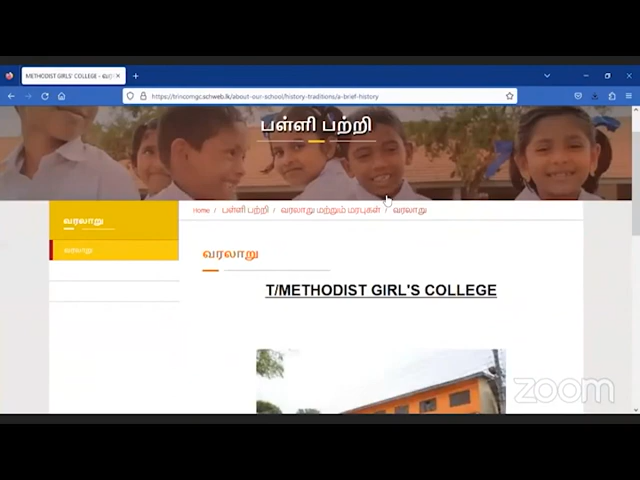 METHODIST GIRLS' COLLEGE - வரா
https://trincomgc.schweb.lk/about-our-school/history-traditions/a-brief-history
பள்ளி பற்றி
வரலாறு
Home / பள்ளி பற்றி / வரலாறு மற்றும் மரபுகள் / வரலாறு
வரலாறு
வரலாறு
T/METHODIST GIRL'S COLLEGE
zoom